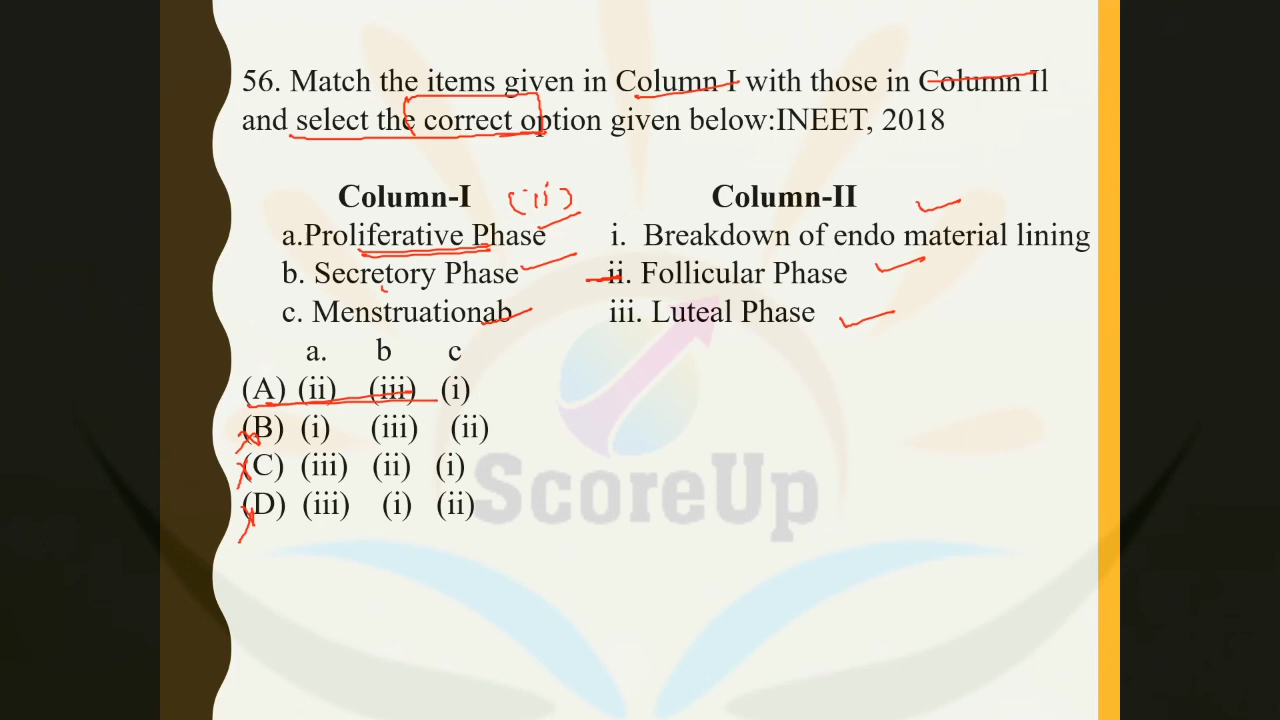 56. Match the items given in Column I with those in Column Il
and select the correct option given below:INEET, 2018
Column-I (ii) Column-II
a.Proliferative Phase i. Breakdown of endo material lining
b. Secretory Phase ii. Follicular Phase
c. Menstruationab iii. Luteal Phase
a. b c
(A) (ii) (iii) (i)
(B) (i) (iii) (ii)
(C) (iii) (ii) (i)
(D) (iii) (i) (ii)
ScoreUp